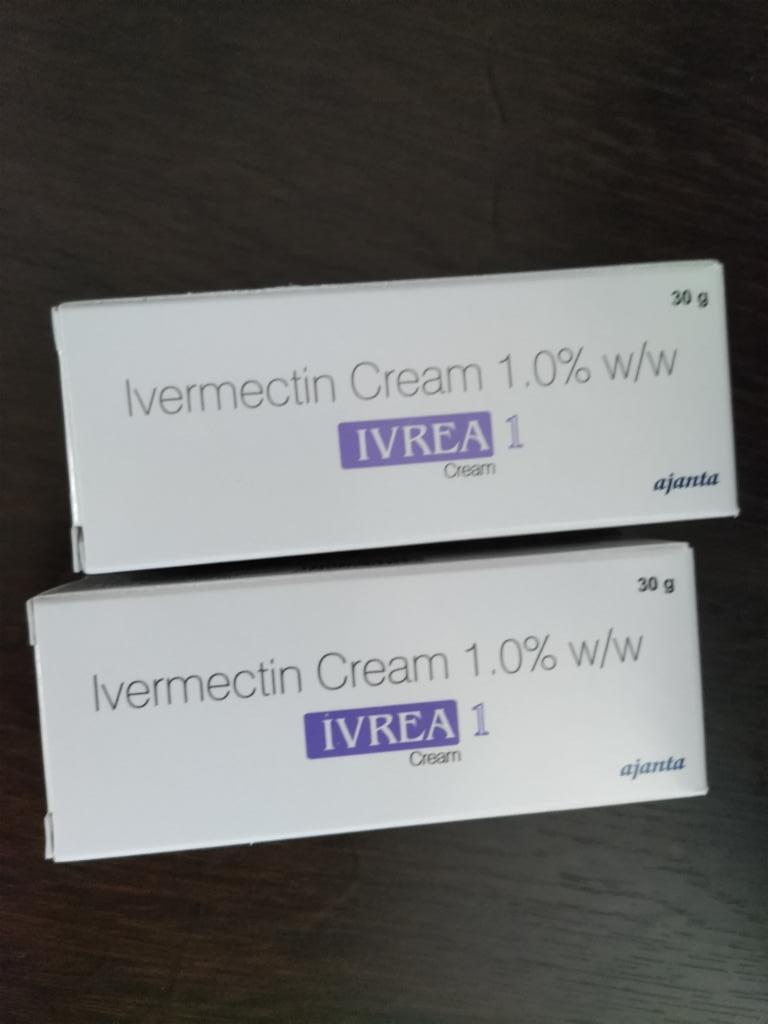 30 g
Ivermectin Cream 1.0% w/w
IVREA 1
Cream
ajanta
30 g
Ivermectin Cream 1.0% w/w
IVREA 1
Cream
ajanta